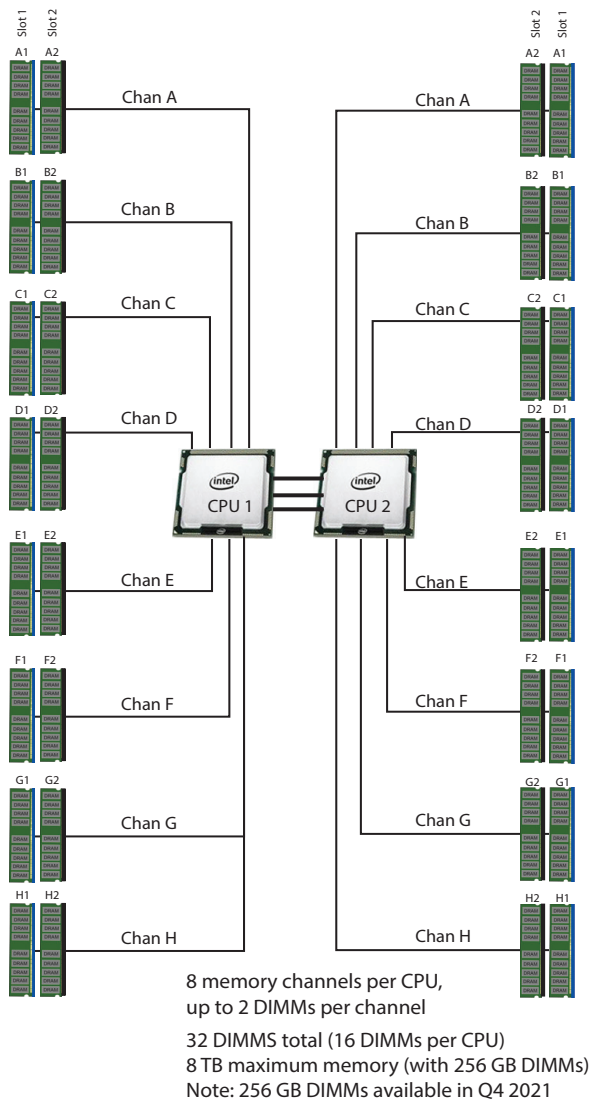 Slot 1 Slot 2 Slot 2 Slot 1
A1 A2 A2 A1
Chan A Chan A
B1 B2 B2 B1
Chan B Chan B
C1 C2 C2 C1
Chan C Chan C
D1 D2 D2 D1
Chan D Chan D
intel intel
CPU 1 CPU 2
E1 E2 E2 E1
Chan E Chan E
F1 F2 F2 F1
Chan F Chan F
G1 G2 G2 G1
Chan G Chan G
H1 H2 H2 H1
Chan H Chan H
8 memory channels per CPU,
up to 2 DIMMs per channel
32 DIMMS total (16 DIMMs per CPU)
8 TB maximum memory (with 256 GB DIMMs)
Note: 256 GB DIMMs available in Q4 2021